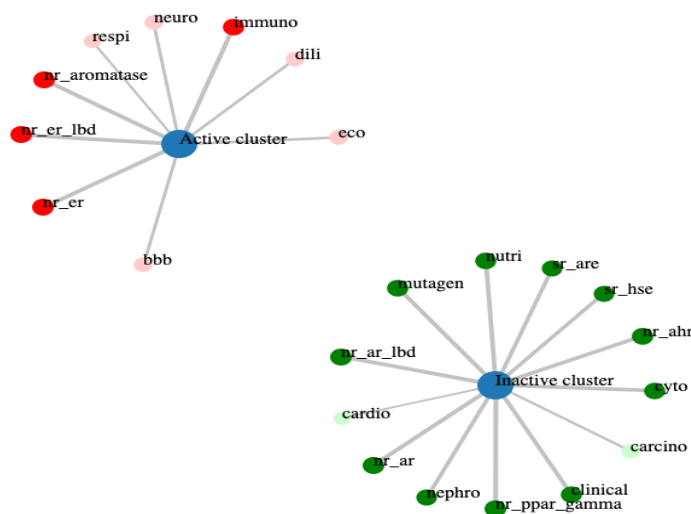 neuro
immuno
respi
dili
nr_aromatase
nr_er_lbd
Active cluster
eco
nr_er
bbb
nutri
sr_are
mutagen
sr_hse
nr_ahr
nr_ar_lbd
Inactive cluster
cyto
cardio
carcino
nr_ar
clinical
nephro
nr_ppar_gamma